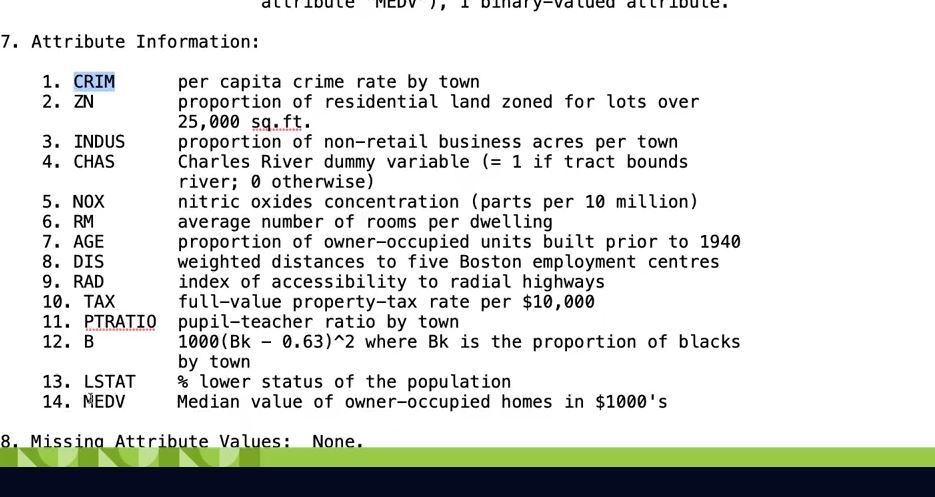 attribute "MEDV"), 1 binary-valued attribute.
7. Attribute Information:
1. CRIM per capita crime rate by town
2. ZN proportion of residential land zoned for lots over
25,000 sq.ft.
3. INDUS proportion of non-retail business acres per town
4. CHAS Charles River dummy variable (= 1 if tract bounds
river; 0 otherwise)
5. NOX nitric oxides concentration (parts per 10 million)
6. RM average number of rooms per dwelling
7. AGE proportion of owner-occupied units built prior to 1940
8. DIS weighted distances to five Boston employment centres
9. RAD index of accessibility to radial highways
10. TAX full-value property-tax rate per $10,000
11. PTRATIO pupil-teacher ratio by town
12. B 1000(Bk - 0.63)^2 where Bk is the proportion of blacks
by town
13. LSTAT % lower status of the population
14. MEDV Median value of owner-occupied homes in $1000's
8. Missing Attribute Values: None.